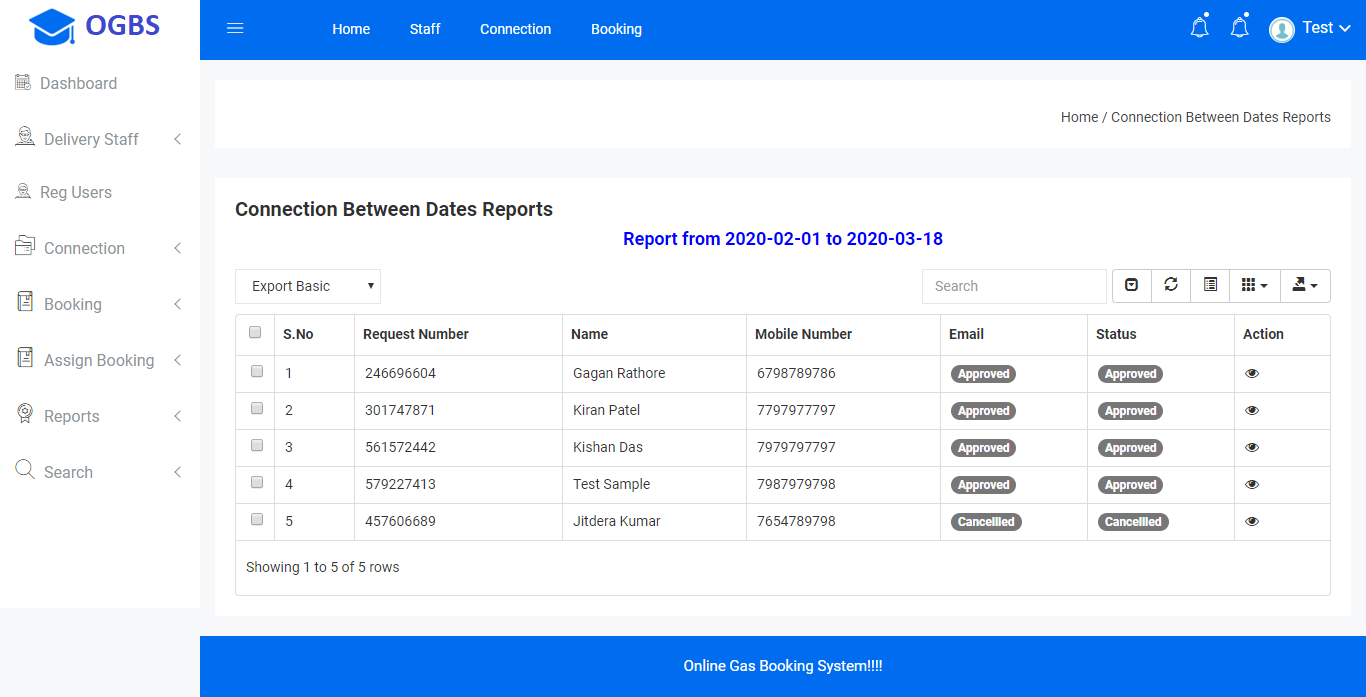 OGBS
Home Staff Connection Booking Test
Dashboard
Delivery Staff
Reg Users
Connection
Booking
Assign Booking
Reports
Search
Home / Connection Between Dates Reports
Connection Between Dates Reports
Report from 2020-02-01 to 2020-03-18
Export Basic Search
S.No Request Number Name Mobile Number Email Status Action
1 246696604 Gagan Rathore 6798789786 Approved Approved
2 301747871 Kiran Patel 7797977797 Approved Approved
3 561572442 Kishan Das 7979797797 Approved Approved
4 579227413 Test Sample 7987979798 Approved Approved
5 457606689 Jitdera Kumar 7654789798 Cancellled Cancellled
Showing 1 to 5 of 5 rows
Online Gas Booking System!!!!